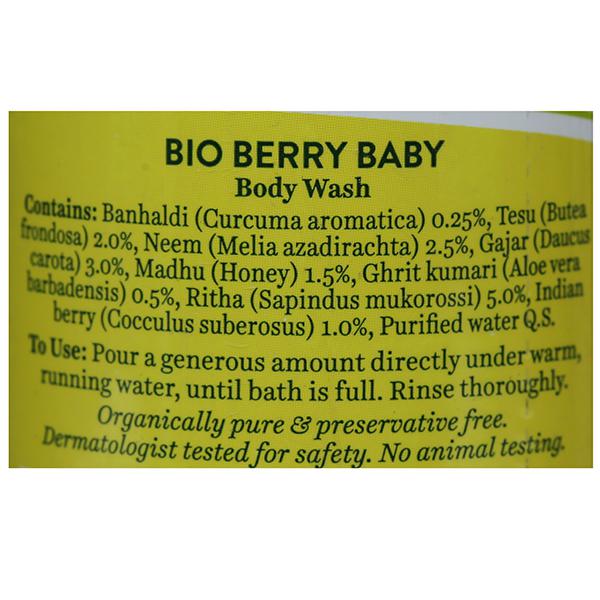 BIO BERRY BABY
Body Wash
Contains: Banhaldi (Curcuma aromatica) 0.25%, Tesu (Butea
frondosa) 2.0%, Neem (Melia azadirachta) 2.5%, Gajar (Daucus
carota) 3.0%, Madhu (Honey) 1.5%, Ghrit kumari (Aloe vera
barbadensis) 0.5%, Ritha (Sapindus mukorossi) 5.0%, Indian
berry (Cocculus suberosus) 1.0%, Purified water Q.S.
To Use: Pour a generous amount directly under warm,
running water, until bath is full. Rinse thoroughly.
Organically pure & preservative free.
Dermatologist tested for safety. No animal testing.